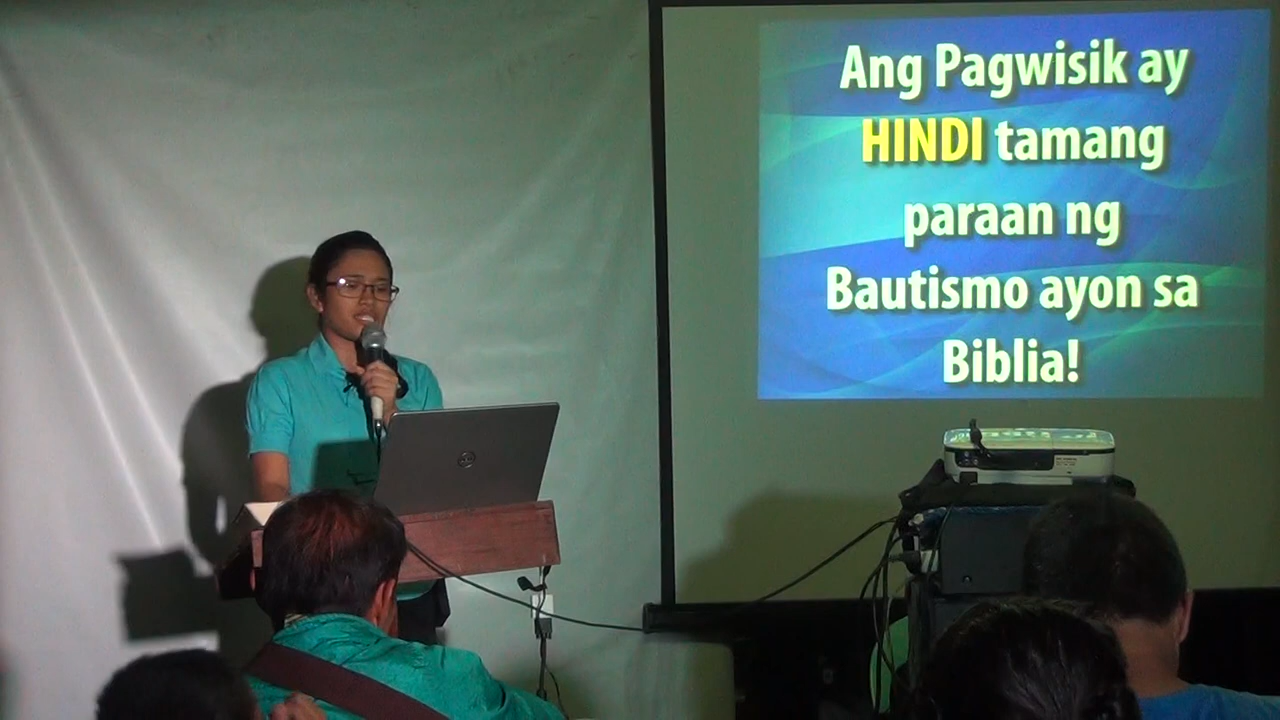 Ang Pagwisik ay
HINDI tamang
paraan ng
Bautismo ayon sa
Biblia!